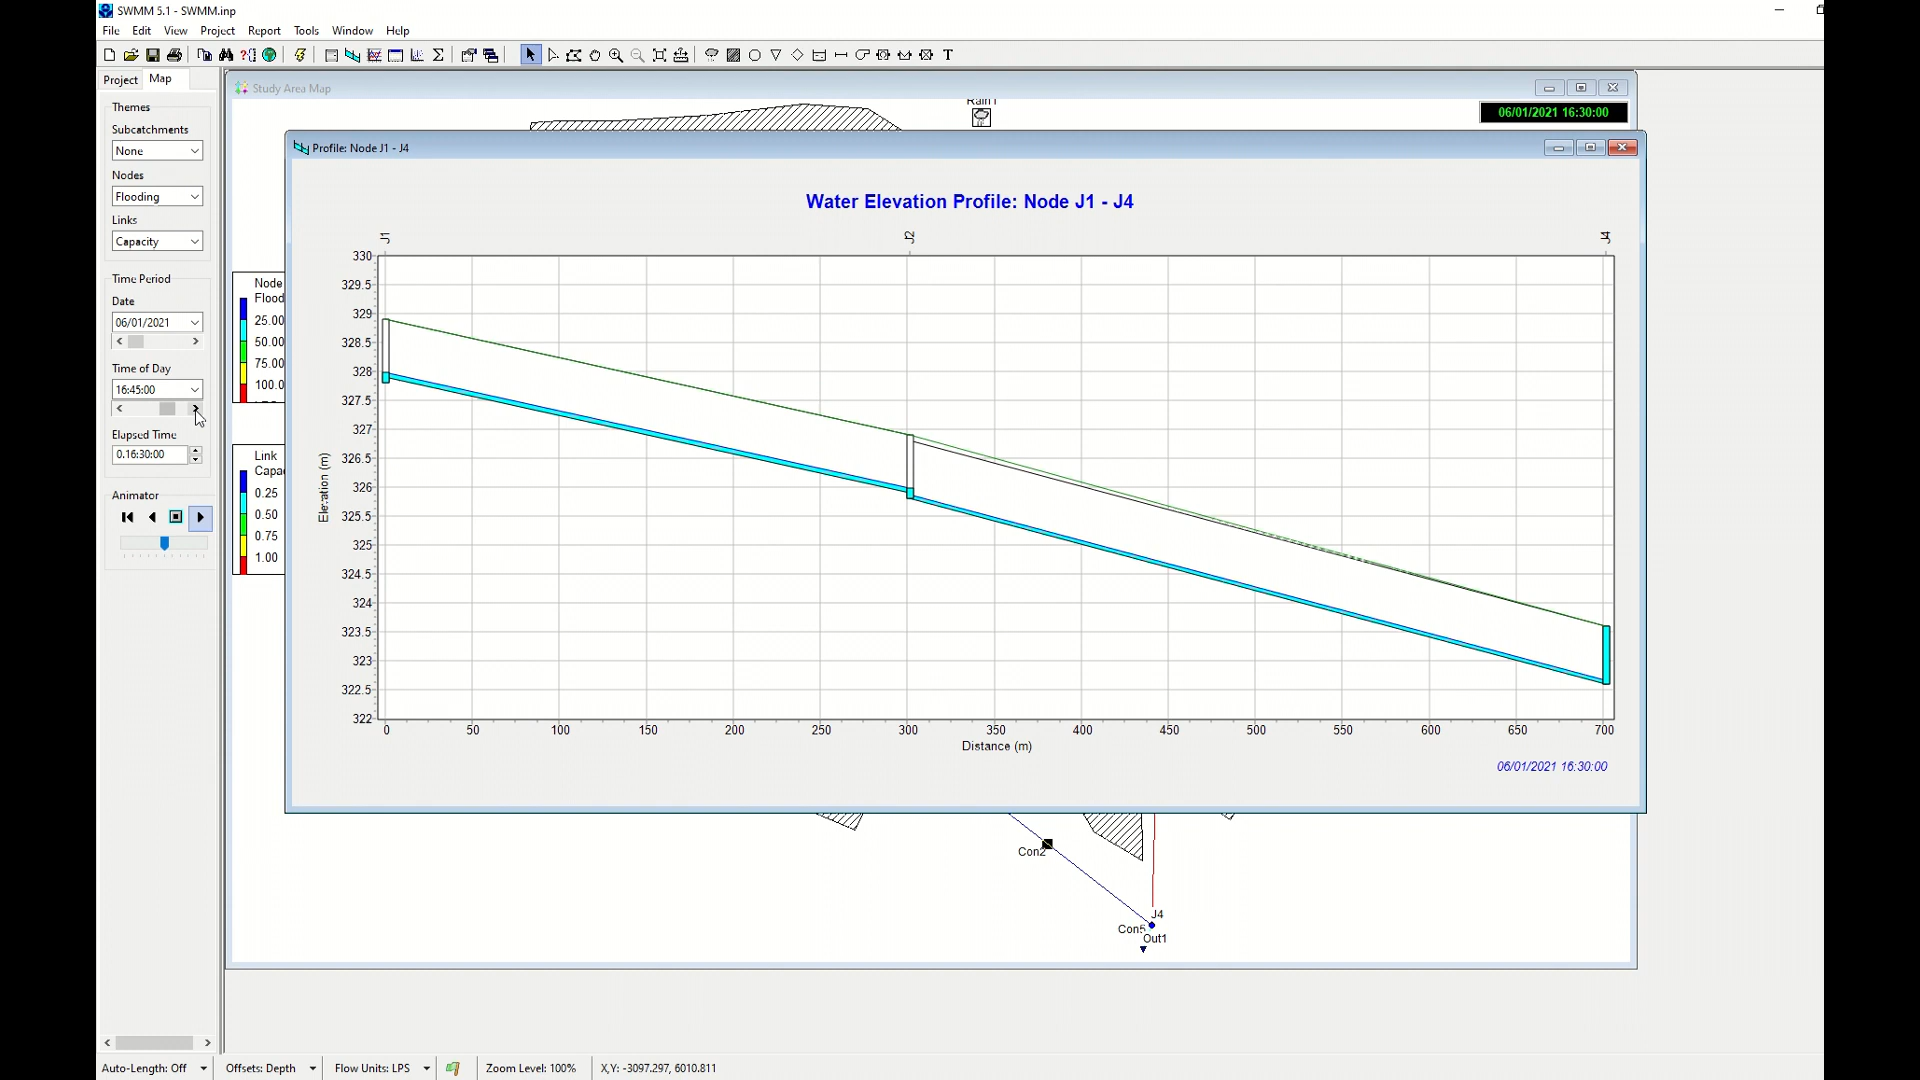 SWMM 5.1 - SWMM.inp
File Edit View Project Report Tools Window Help
Project Map
Study Area Map
Themes
Subcatchments
None
Nodes
Flooding
Links
Capacity
Time Period
Date
06/01/2021
Time of Day
16:45:00
Elapsed Time
0.16:30:00
Animator
Rain1
06/01/2021 16:30:00
Node
Flood
25.00
50.00
75.00
100.0
Link
Capa
0.25
0.50
0.75
1.00
Profile: Node J1 - J4
Water Elevation Profile: Node J1 - J4
J1 J2 J4
330
329.5
329
328.5
328
327.5
327
326.5
326
325.5
325
324.5
324
323.5
323
322.5
322
Elevation (m)
0 50 100 150 200 250 300 350 400 450 500 550 600 650 700
Distance (m)
06/01/2021 16:30:00
Con2
J4
Con5
Out1
Auto-Length: Off Offsets: Depth Flow Units: LPS Zoom Level: 100% X,Y: -3097.297, 6010.811